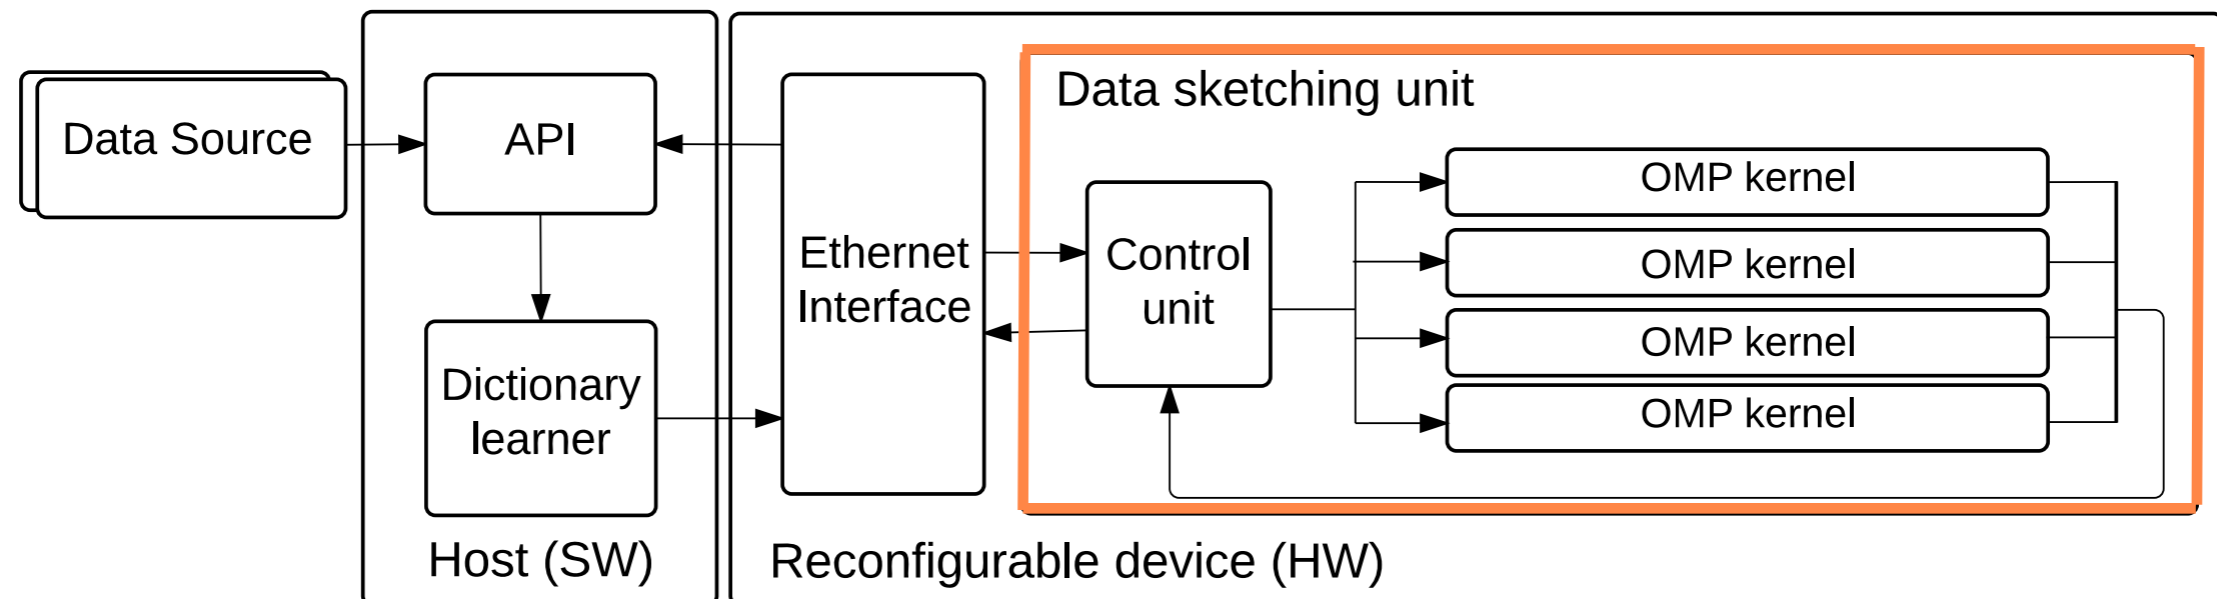 Data Source
API
Dictionary
learner
Host (SW)
Ethernet
Interface
Data sketching unit
Control
unit
OMP kernel
OMP kernel
OMP kernel
OMP kernel
Reconfigurable device (HW)